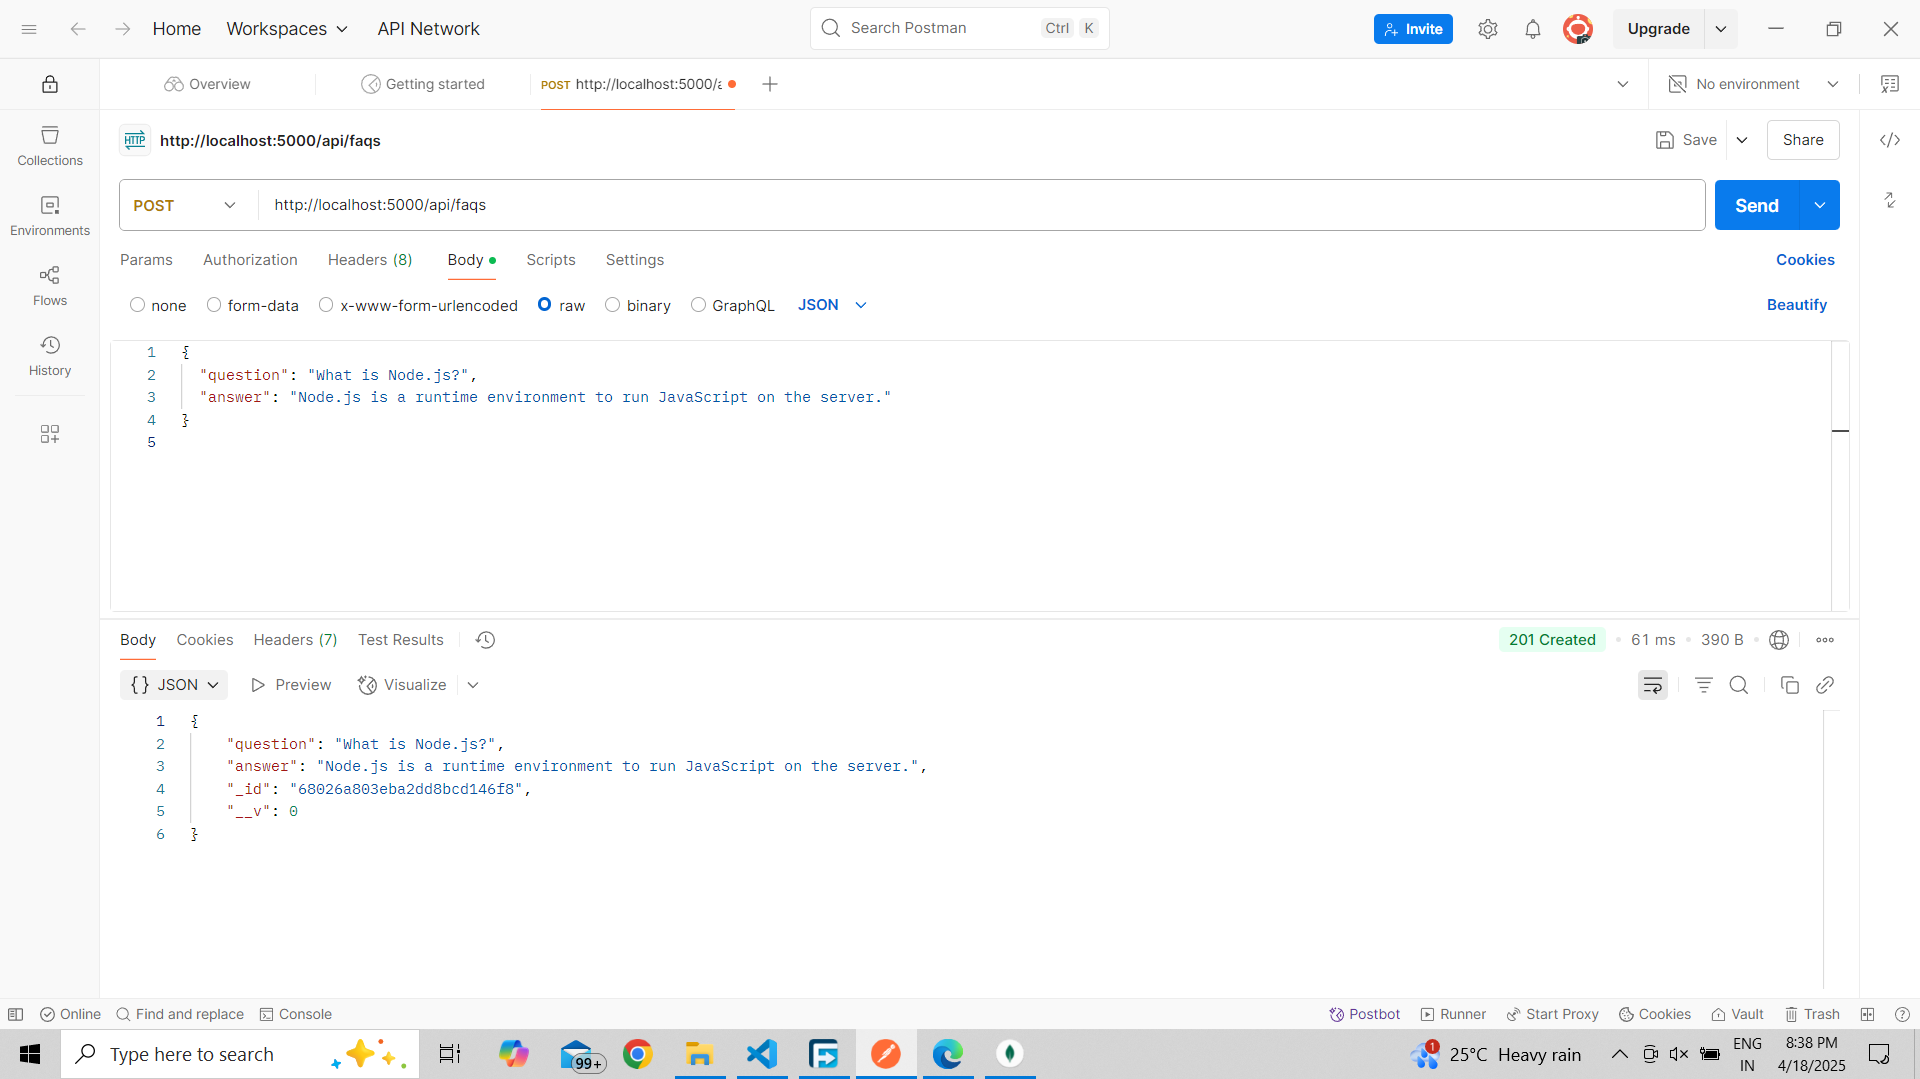 Home Workspaces API Network Search Postman Ctrl K Invite Upgrade
Overview Getting started POST http://localhost:5000/a No environment
HTTP http://localhost:5000/api/faqs Save Share
POST http://localhost:5000/api/faqs Send
Params Authorization Headers (8) Body Scripts Settings Cookies
none form-data x-www-form-urlencoded raw binary GraphQL JSON Beautify
Collections
Environments
Flows
History
1 {
2 "question": "What is Node.js?",
3 "answer": "Node.js is a runtime environment to run JavaScript on the server."
4 }
5
Body Cookies Headers (7) Test Results 201 Created 61 ms 390 B
{} JSON Preview Visualize
1 {
2 "question": "What is Node.js?",
3 "answer": "Node.js is a runtime environment to run JavaScript on the server.",
4 "_id": "68026a803eba2dd8bcd146f8",
5 "__v": 0
6 }
Online Find and replace Console Postbot Runner Start Proxy Cookies Vault Trash
Type here to search 99+ 1 25°C Heavy rain ENG IN 8:38 PM 4/18/2025